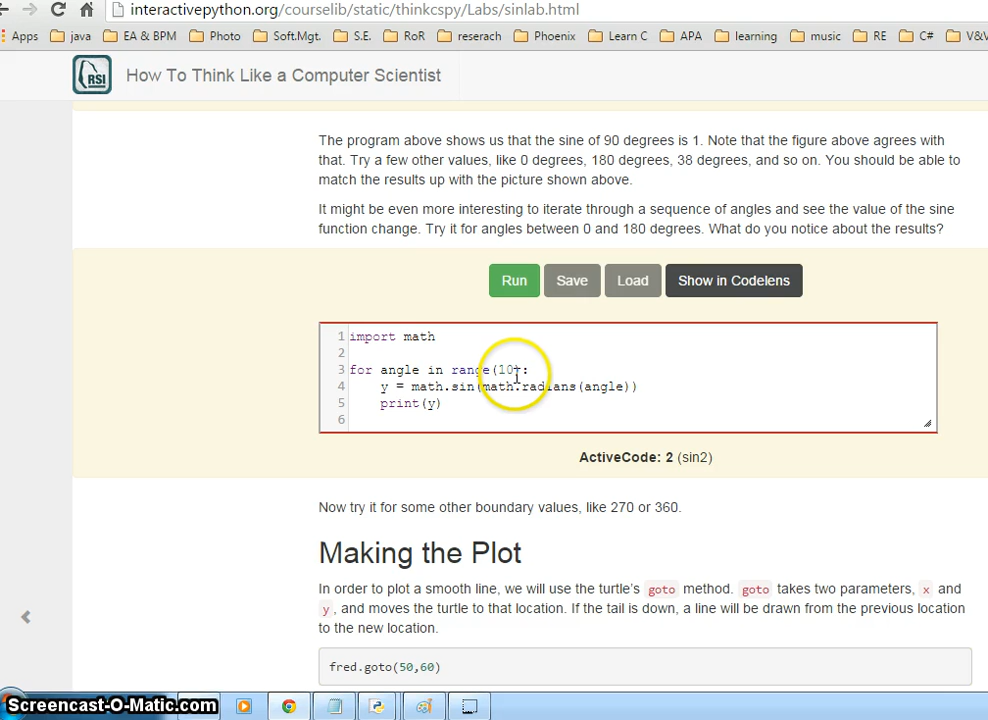 interactivepython.org/courselib/static/thinkcspy/Labs/sinlab.html
Apps java EA & BPM Photo Soft.Mgt. S.E. RoR reserach Phoenix Learn C APA learning music RE C# V&V
RSI How To Think Like a Computer Scientist
The program above shows us that the sine of 90 degrees is 1. Note that the figure above agrees with
that. Try a few other values, like 0 degrees, 180 degrees, 38 degrees, and so on. You should be able to
match the results up with the picture shown above.
It might be even more interesting to iterate through a sequence of angles and see the value of the sine
function change. Try it for angles between 0 and 180 degrees. What do you notice about the results?
Run Save Load Show in Codelens
1 import math
2
3 for angle in range(10):
4 y = math.sin(math.radians(angle))
5 print(y)
6
ActiveCode: 2 (sin2)
Now try it for some other boundary values, like 270 or 360.
Making the Plot
In order to plot a smooth line, we will use the turtle's goto method. goto takes two parameters, x and
y, and moves the turtle to that location. If the tail is down, a line will be drawn from the previous location
to the new location.
fred.goto(50,60)
Screencast-O-Matic.com